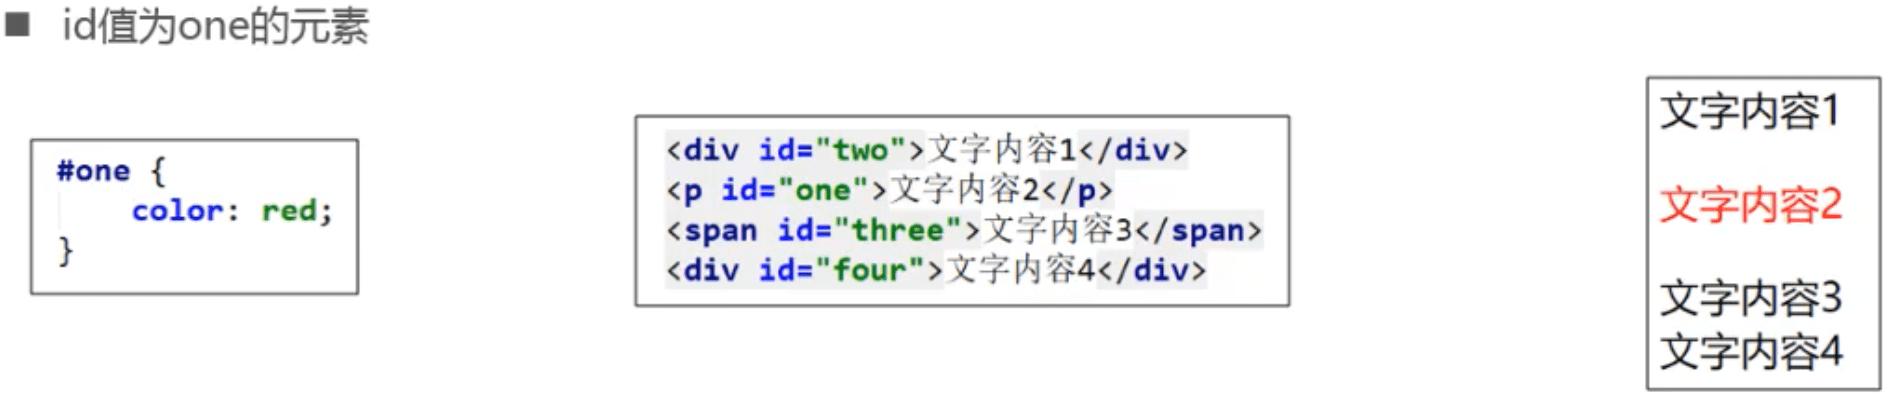 ■ id值为one的元素
#one {
color: red;
}
<div id="two">文字内容1</div>
<p id="one">文字内容2</p>
<span id="three">文字内容3</span>
<div id="four">文字内容4</div>
文字内容1
文字内容2
文字内容3
文字内容4